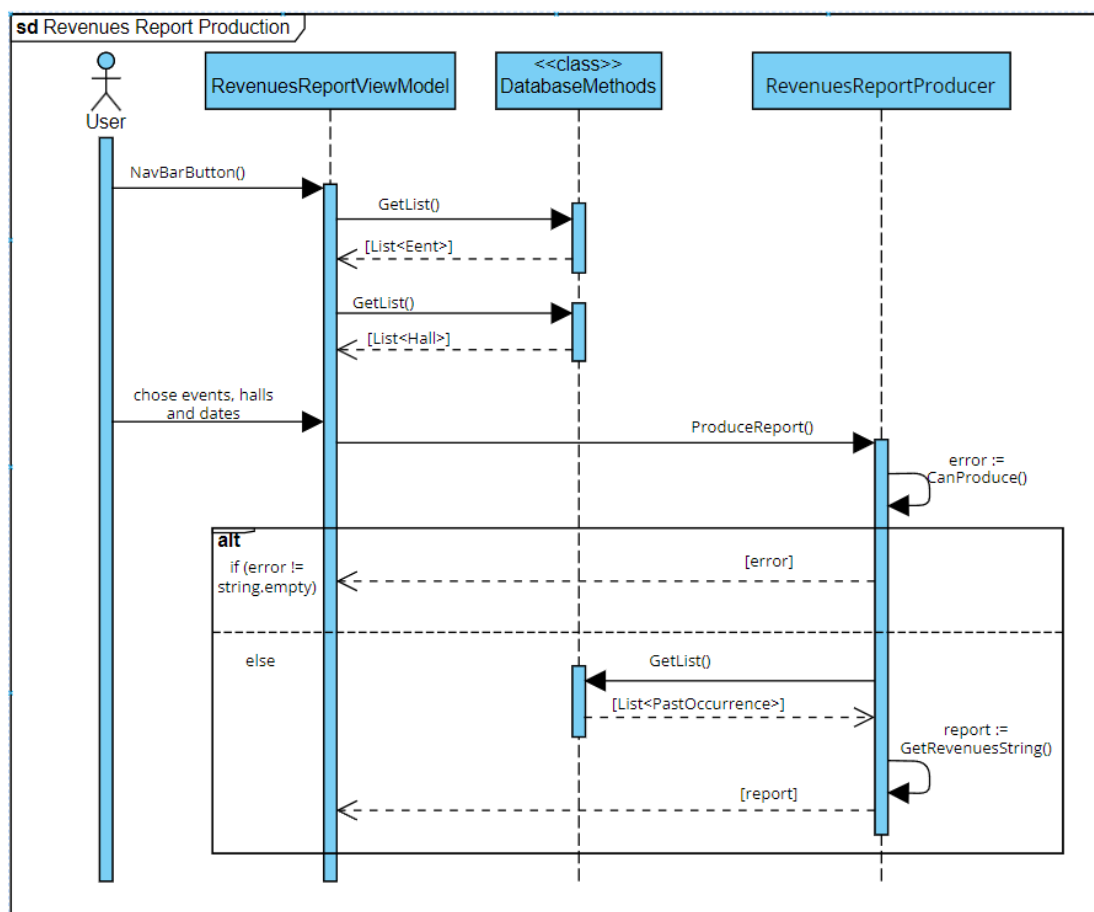 sd Revenues Report Production
User
RevenuesReportViewModel
<<class>>
DatabaseMethods
RevenuesReportProducer
NavBarButton()
GetList()
[List<Eent>]
GetList()
[List<Hall>]
chose events, halls
and dates
ProduceReport()
error :=
CanProduce()
alt
if (error !=
string.empty)
[error]
else
GetList()
[List<PastOccurrence>]
report :=
GetRevenuesString()
[report]